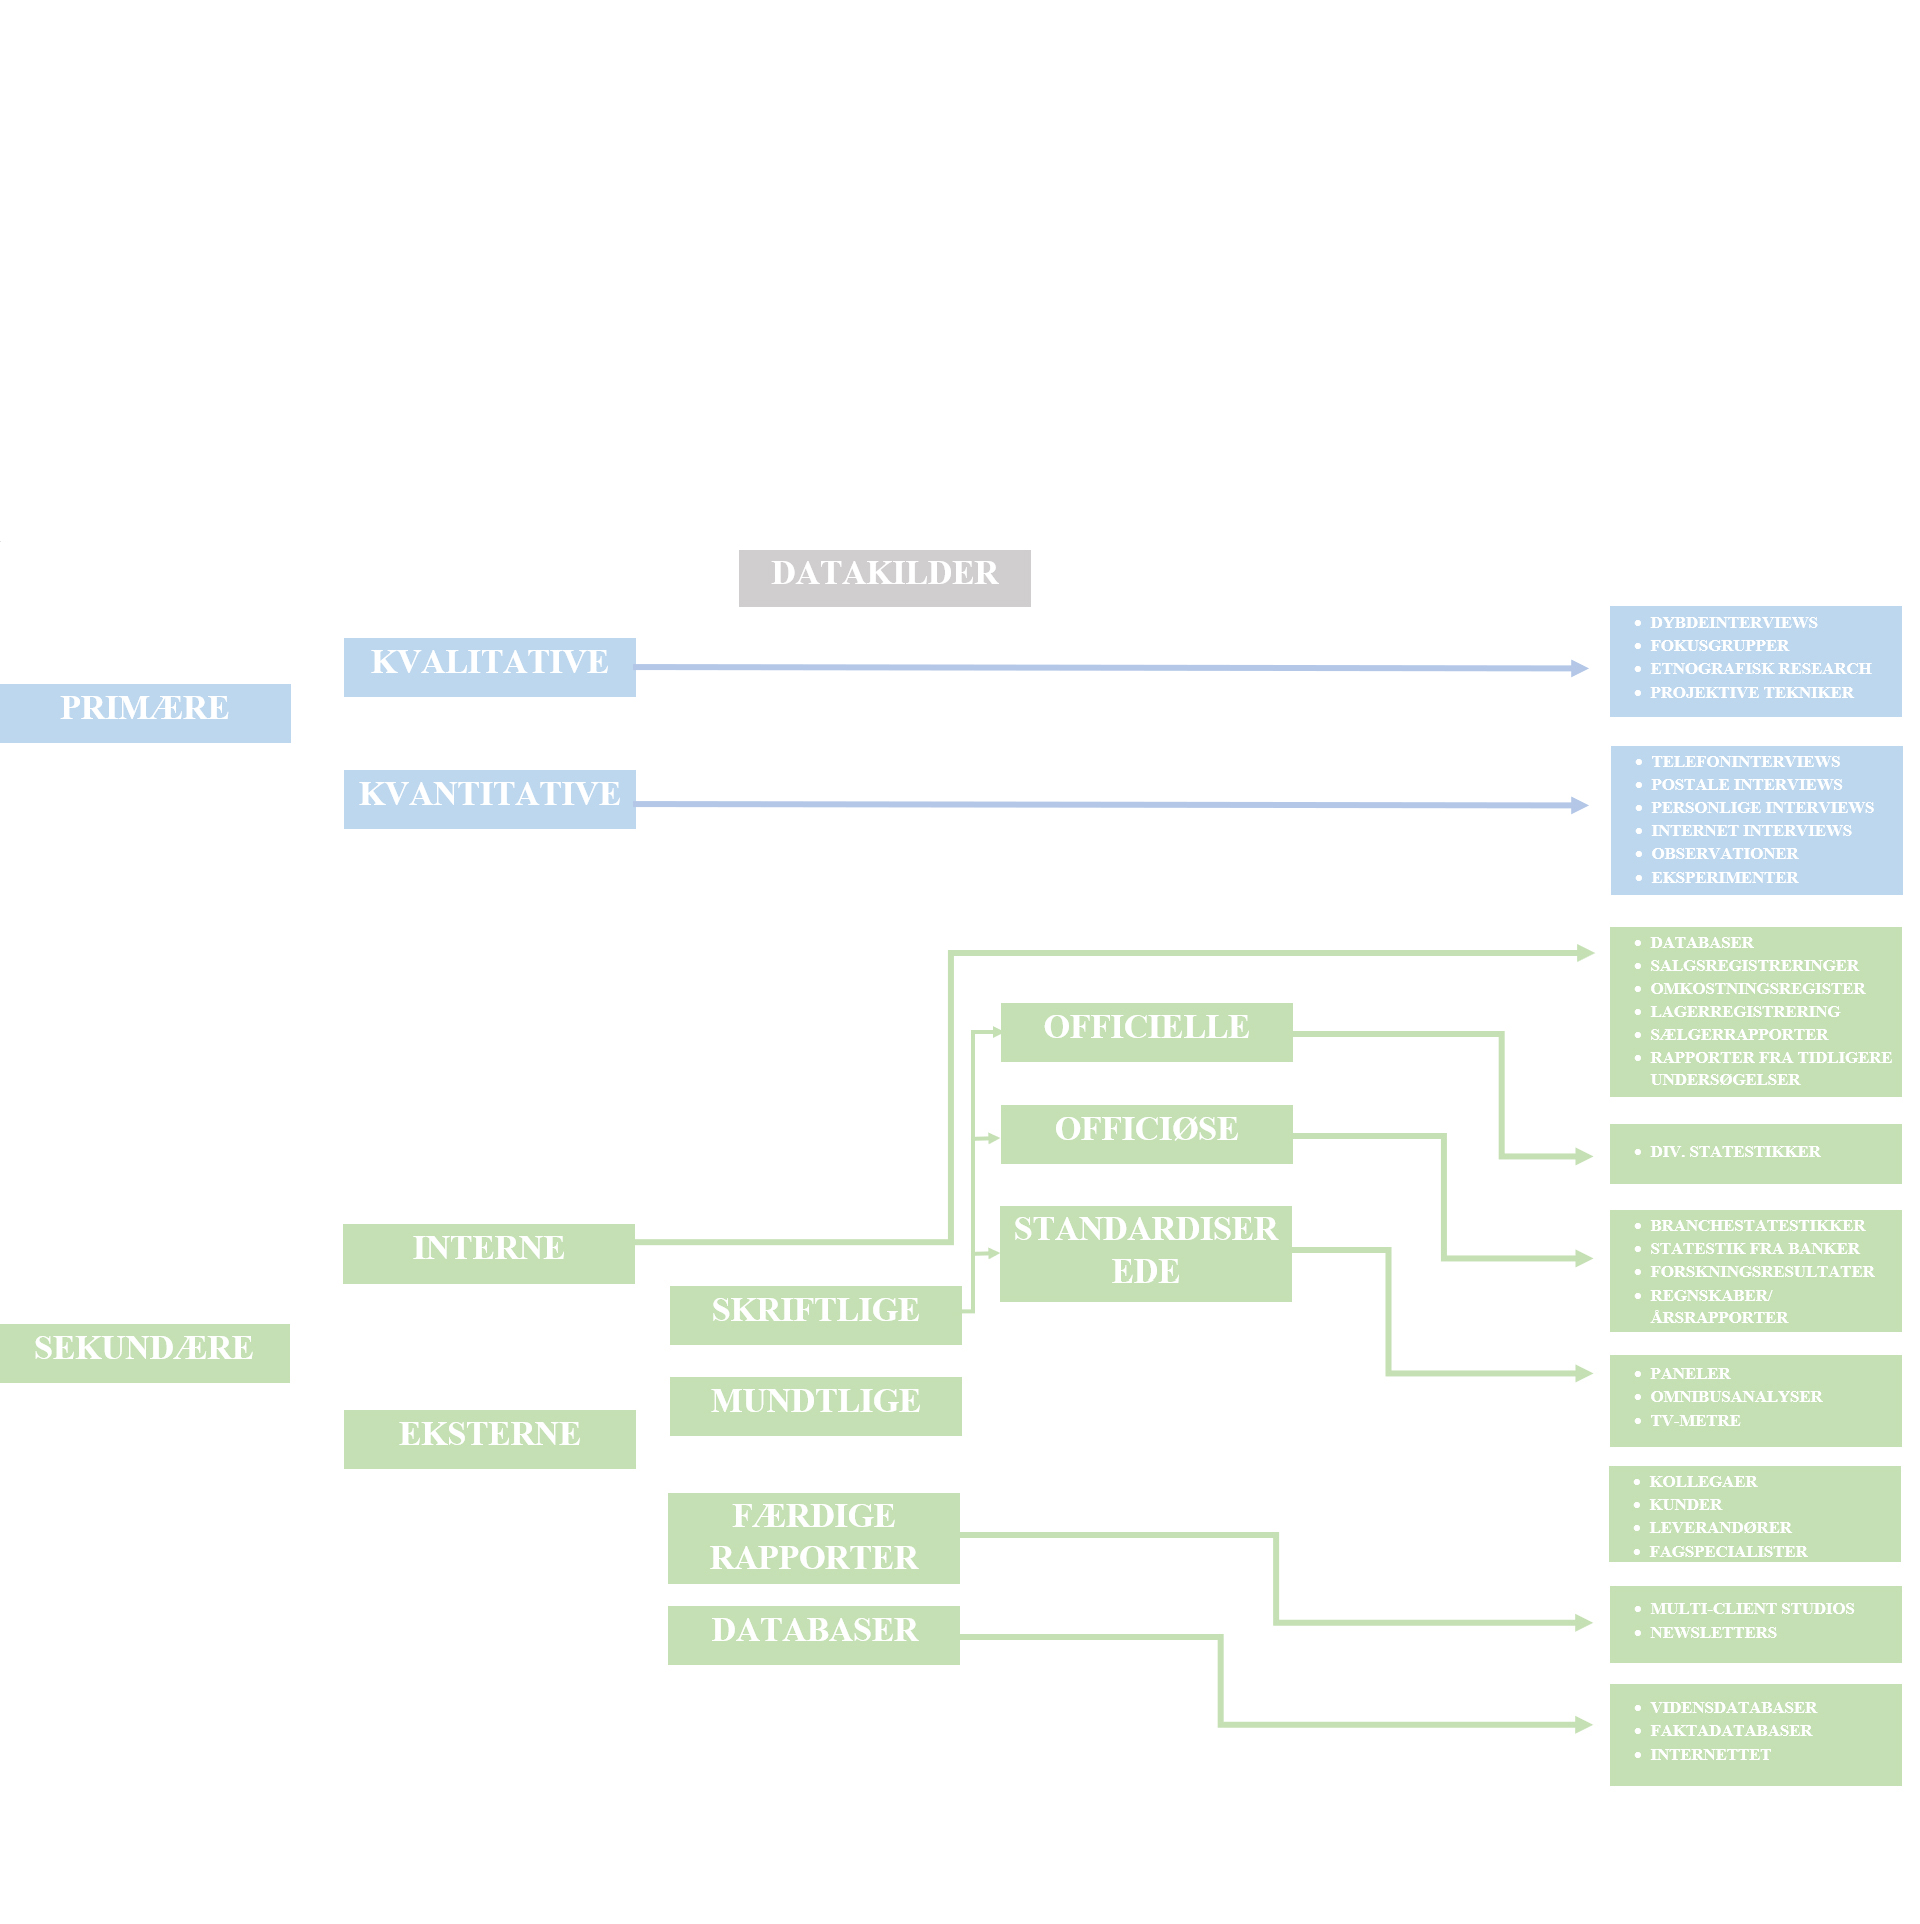 DATAKILDER
PRIMÆRE
KVALITATIVE
• DYBDEINTERVIEWS
• FOKUSGRUPPER
• ETNOGRAFISK RESEARCH
• PROJEKTIVE TEKNIKER
KVANTITATIVE
• TELEFONINTERVIEWS
• POSTALE INTERVIEWS
• PERSONLIGE INTERVIEWS
• INTERNET INTERVIEWS
• OBSERVATIONER
• EKSPERIMENTER
SEKUNDÆRE
INTERNE
• DATABASER
• SALGSREGISTRERINGER
• OMKOSTNINGSREGISTER
• LAGERREGISTRERING
• SÆLGERRAPPORTER
• RAPPORTER FRA TIDLIGERE
UNDERSØGELSER
EKSTERNE
SKRIFTLIGE
OFFICIELLE
• DIV. STATESTIKKER
OFFICIØSE
• BRANCHESTATESTIKKER
• STATESTIK FRA BANKER
• FORSKNINGSRESULTATER
• REGNSKABER/
ÅRSRAPPORTER
STANDARDISER
EDE
• PANELER
• OMNIBUSANALYSER
• TV-METRE
MUNDTLIGE
• KOLLEGAER
• KUNDER
• LEVERANDØRER
• FAGSPECIALISTER
FÆRDIGE
RAPPORTER
• MULTI-CLIENT STUDIOS
• NEWSLETTERS
DATABASER
• VIDENSDATABASER
• FAKTADATABASER
• INTERNETTET